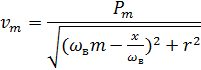 v_m = P_m / √((ω_в m − x/ω_в)² + r²)